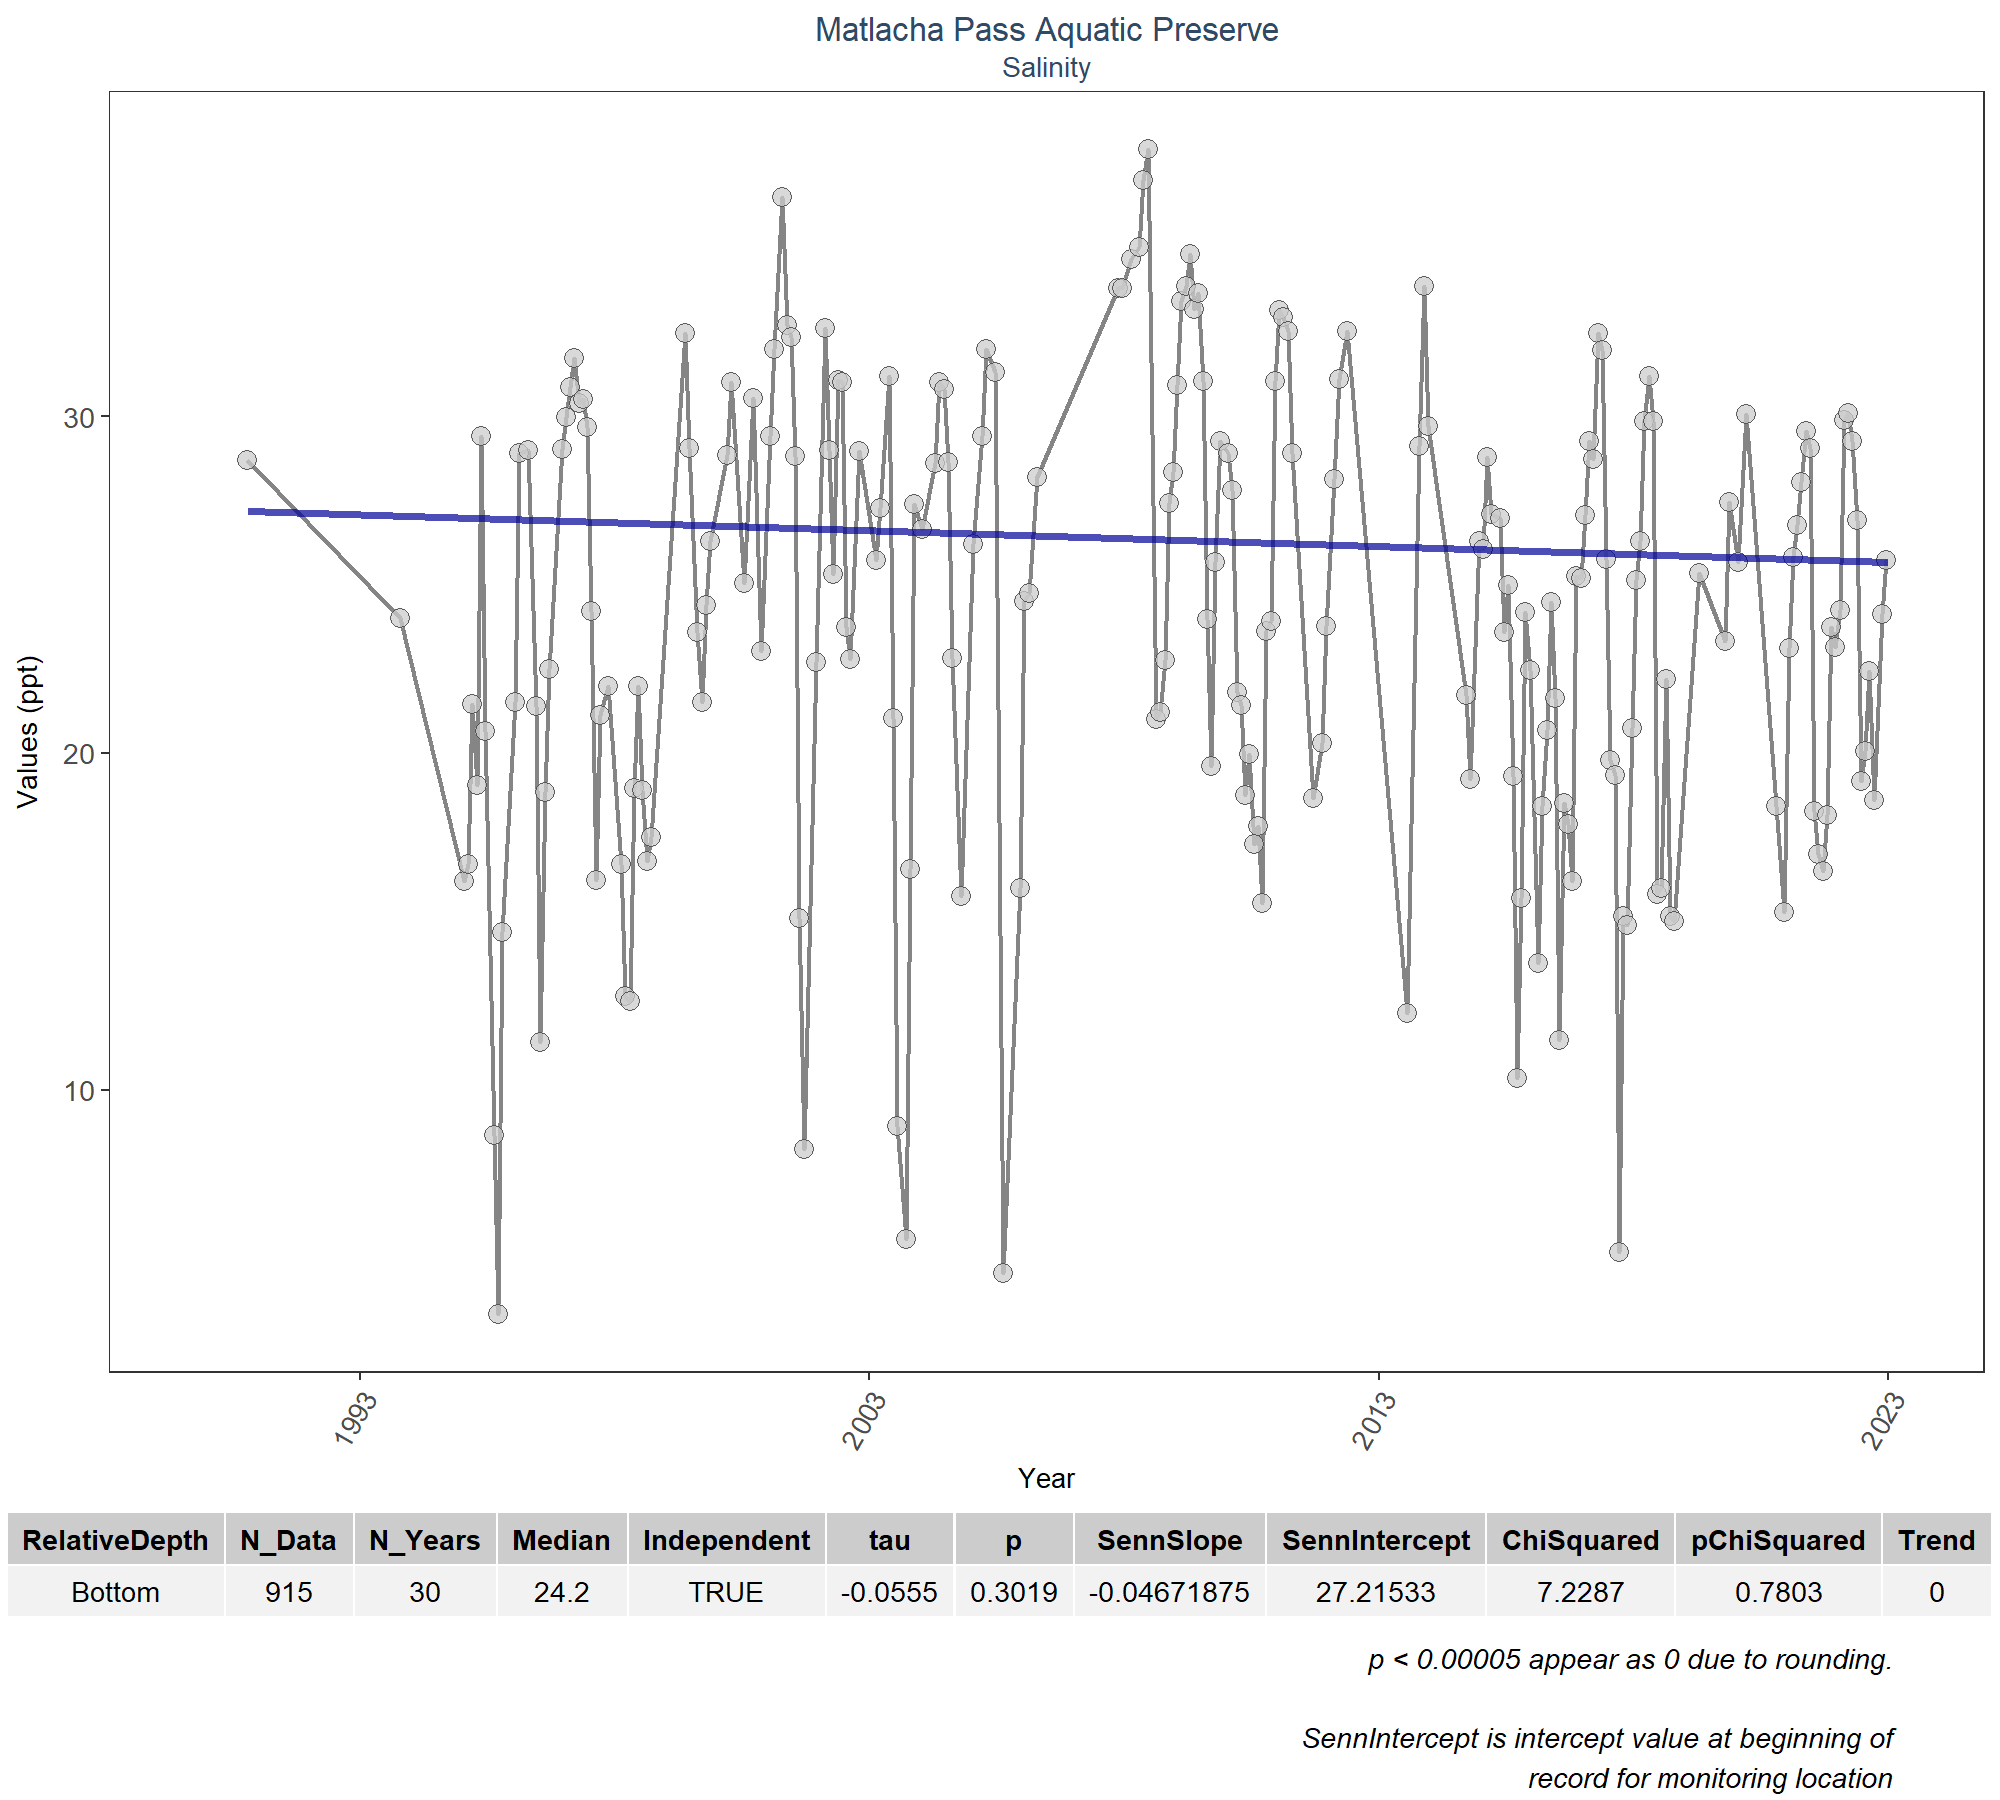 Matlacha Pass Aquatic Preserve
Salinity
Values (ppt)
30
20
10
1993
2003
2013
2023
Year
RelativeDepth N_Data N_Years Median Independent tau p SennSlope SennIntercept ChiSquared pChiSquared Trend
Bottom 915 30 24.2 TRUE -0.0555 0.3019 -0.04671875 27.21533 7.2287 0.7803 0
p < 0.00005 appear as 0 due to rounding.
SennIntercept is intercept value at beginning of
record for monitoring location